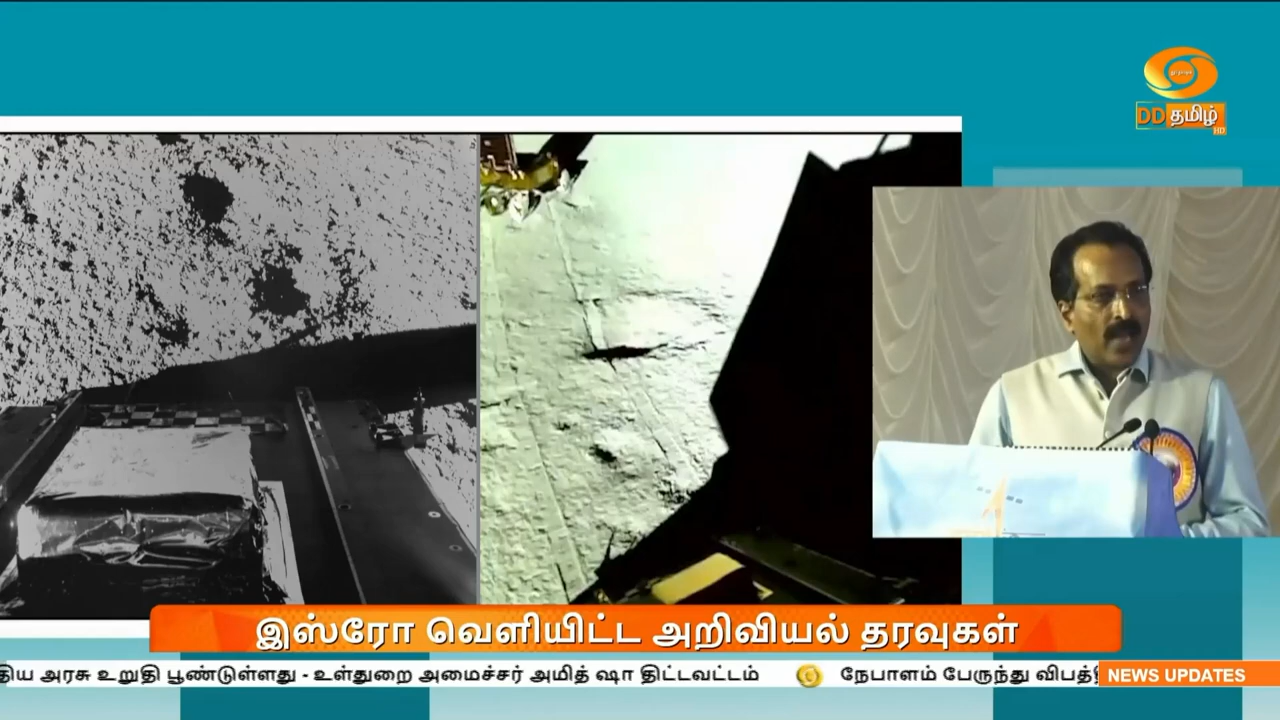 DD தமிழ்
HD
இஸ்ரோ வெளியிட்ட அறிவியல் தரவுகள்
அரசு உறுதி பூண்டுள்ளது - உள்துறை அமைச்சர் அமித் ஷா திட்டவட்டம் நேபாளம் பேருந்து
NEWS UPDATES